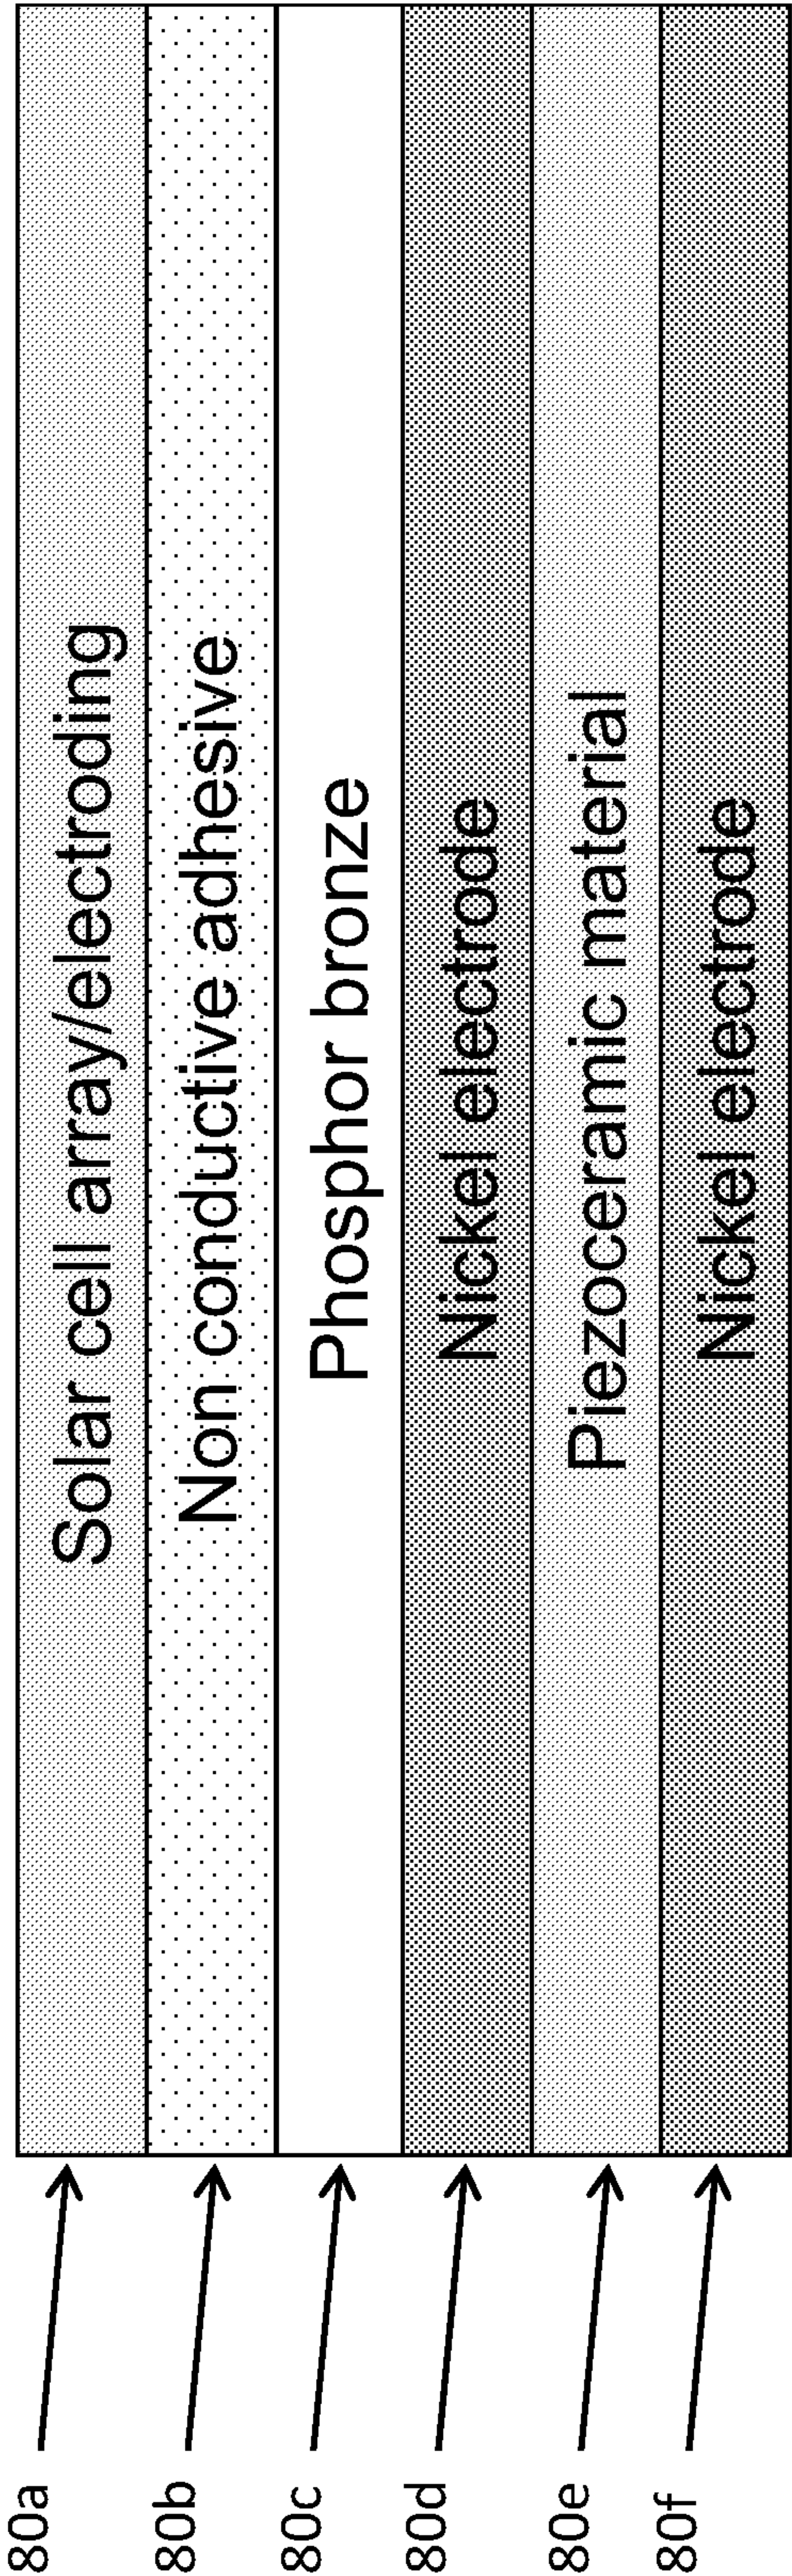 80a
Solar cell array/electroding
80b
Non conductive adhesive
80c
Phosphor bronze
80d
Nickel electrode
80e
Piezoceramic material
80f
Nickel electrode